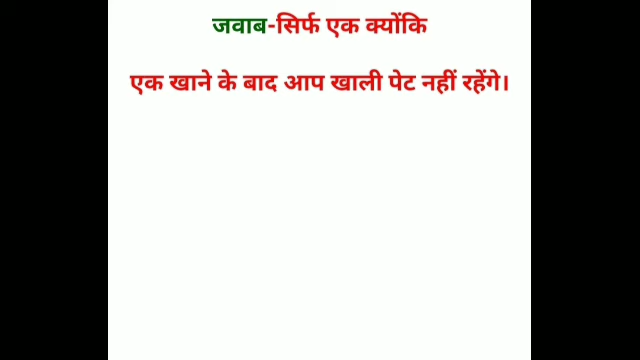 जवाब-सिर्फ एक क्योंकि
एक खाने के बाद आप खाली पेट नहीं रहेंगे।